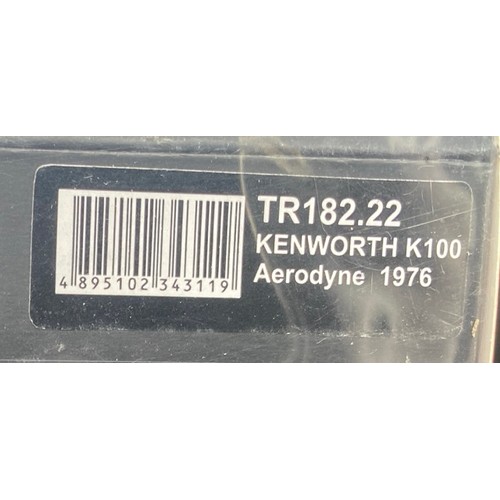 TR182.22
KENWORTH K100
Aerodyne 1976
4 895102 343119